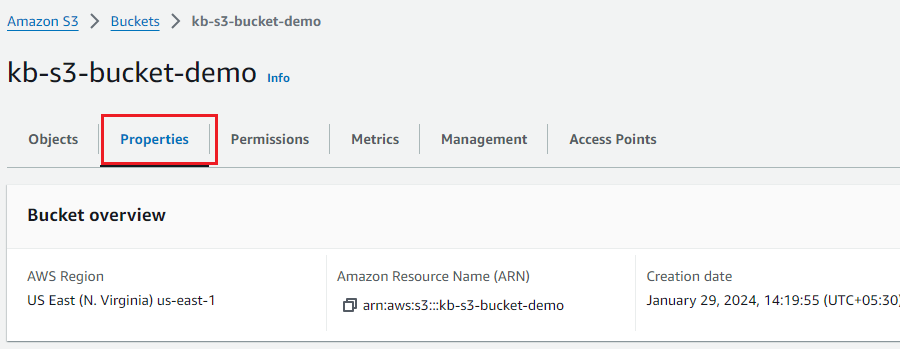 Amazon S3 > Buckets > kb-s3-bucket-demo
kb-s3-bucket-demo Info
Objects Properties Permissions Metrics Management Access Points
Bucket overview
AWS Region Amazon Resource Name (ARN) Creation date
US East (N. Virginia) us-east-1 arn:aws:s3:::kb-s3-bucket-demo January 29, 2024, 14:19:55 (UTC+05:30)